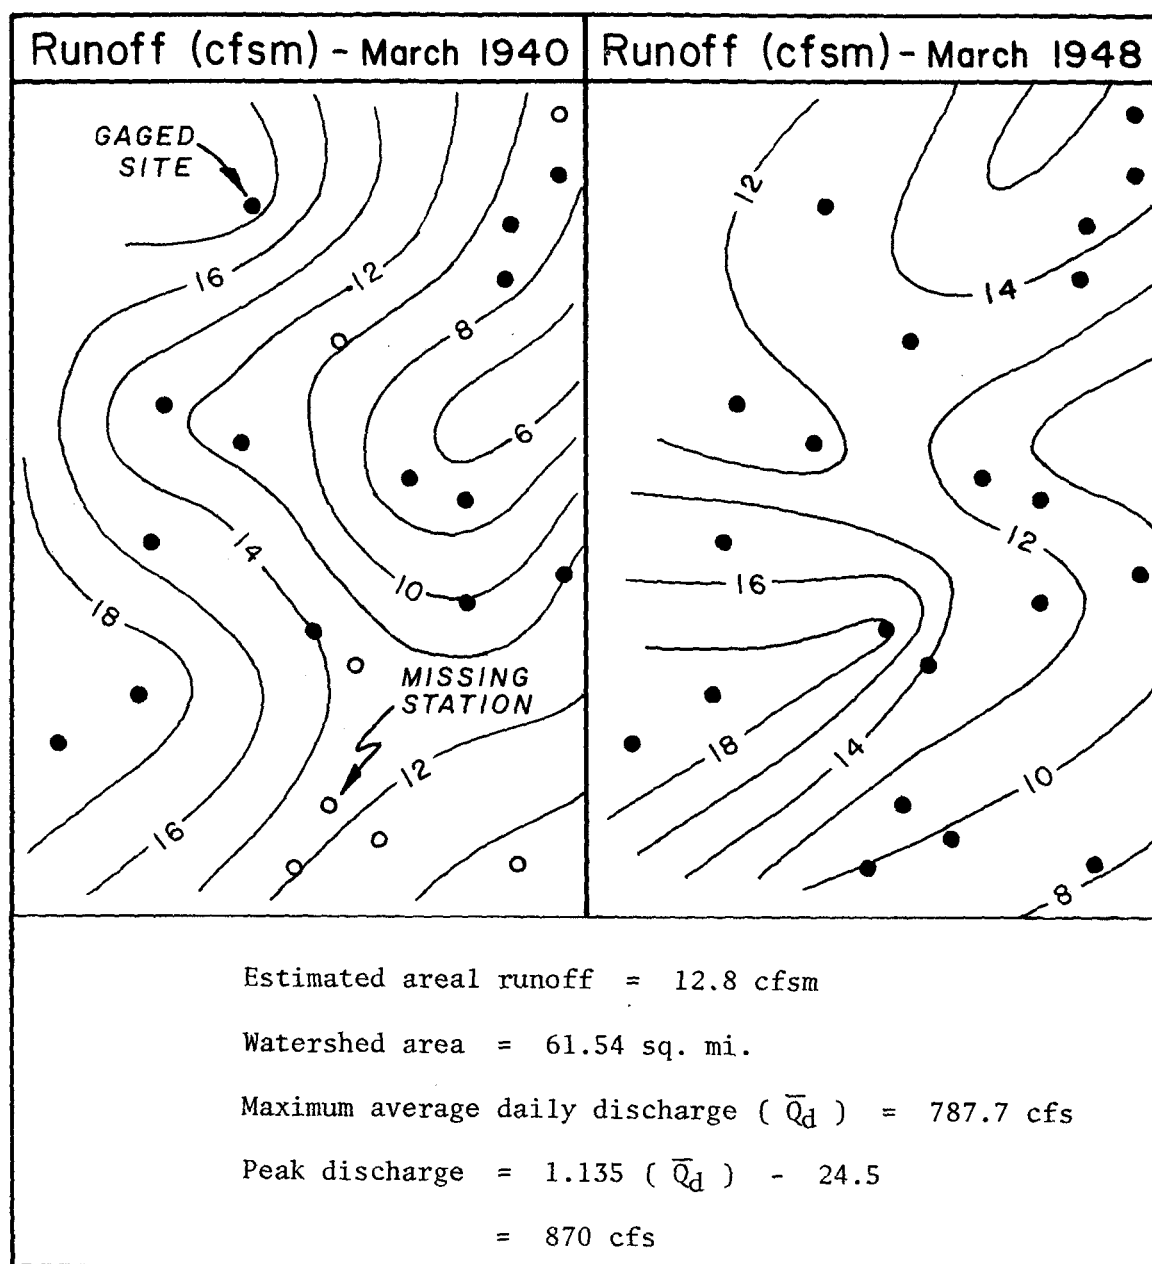 Runoff (cfsm) - March 1940
Runoff (cfsm) - March 1948
GAGED
SITE
16
12
8
6
14
10
18
MISSING
STATION
12
16
12
14
12
16
18
14
10
8
Estimated areal runoff = 12.8 cfsm
Watershed area = 61.54 sq. mi.
Maximum average daily discharge ( Q̅d ) = 787.7 cfs
Peak discharge = 1.135 ( Q̅d ) - 24.5
= 870 cfs